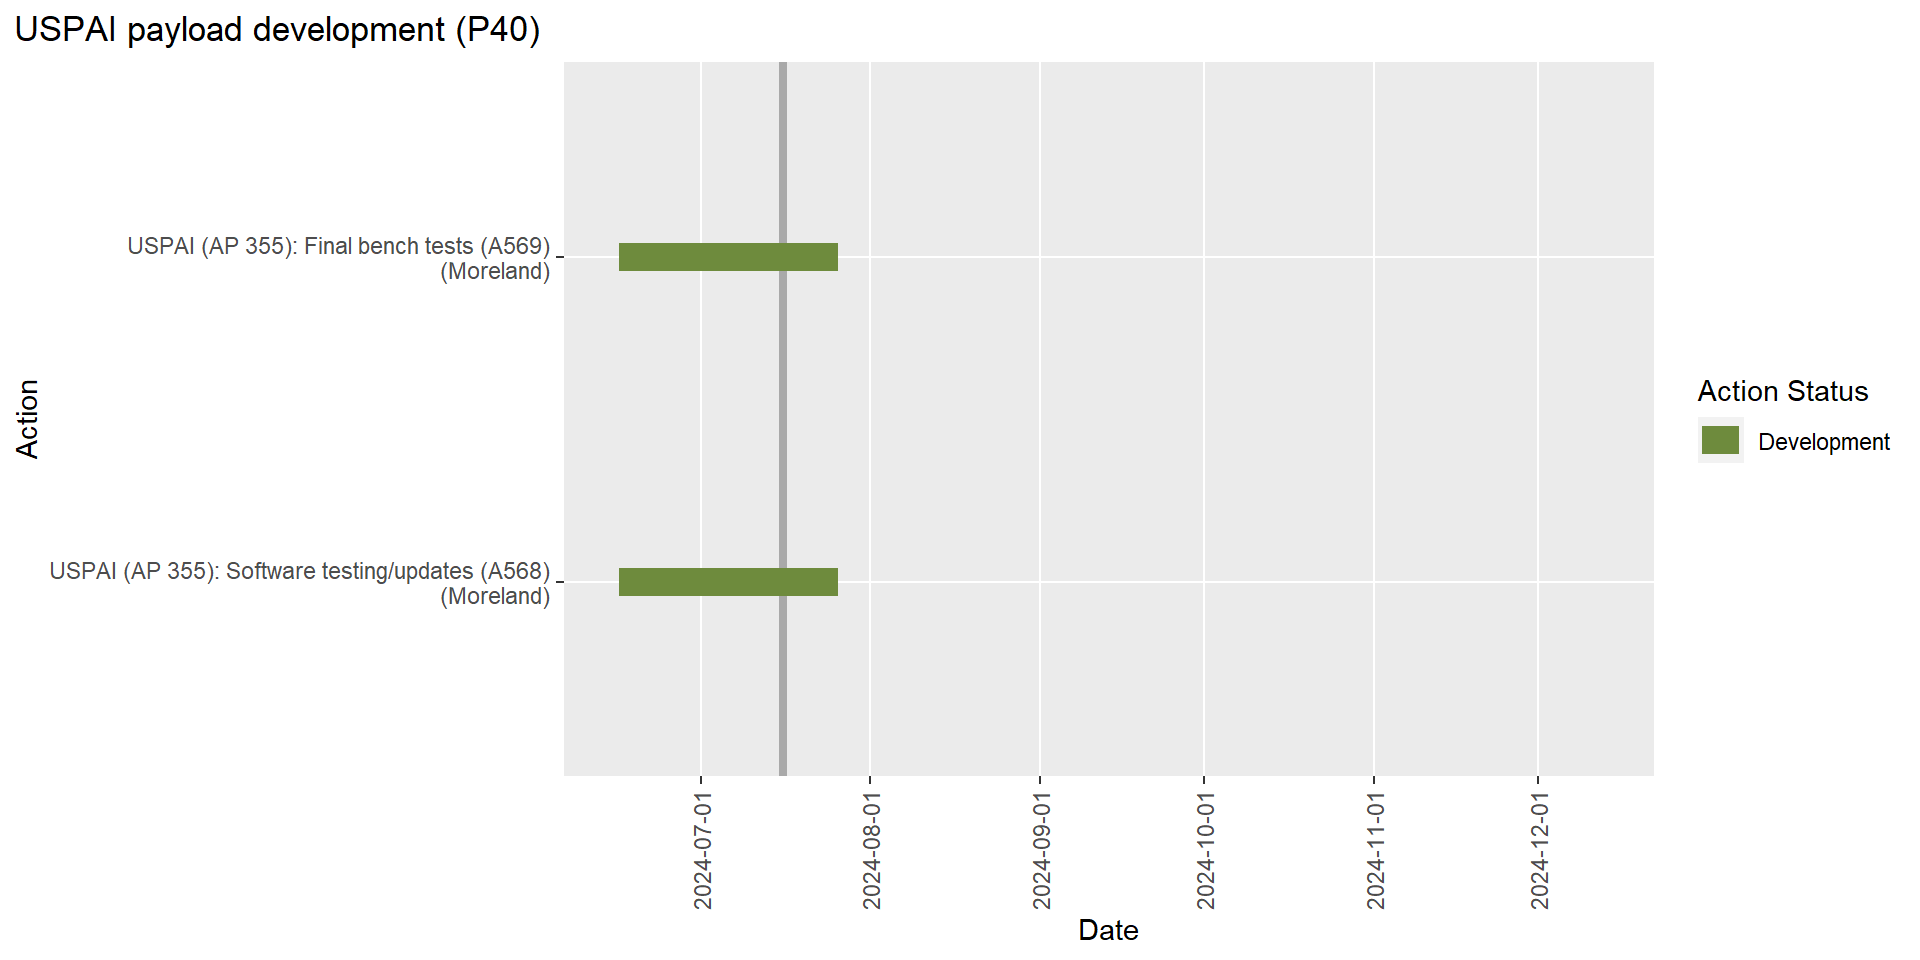 USPAI payload development (P40)
USPAI (AP 355): Final bench tests (A569)
(Moreland)
Action
USPAI (AP 355): Software testing/updates (A568)
(Moreland)
Action Status
Development
2024-07-01
2024-08-01
2024-09-01
2024-10-01
2024-11-01
2024-12-01
Date